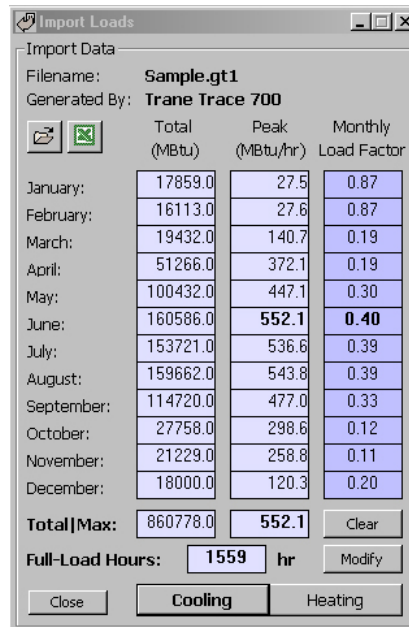 Import Loads
Import Data
Filename: Sample.gt1
Generated By: Trane Trace 700
Total Peak Monthly
(MBtu) (MBtu/hr) Load Factor
January: 17859.0 27.5 0.87
February: 16113.0 27.6 0.87
March: 19432.0 140.7 0.19
April: 51266.0 372.1 0.19
May: 100432.0 447.1 0.30
June: 160586.0 552.1 0.40
July: 153721.0 536.6 0.39
August: 159662.0 543.8 0.39
September: 114720.0 477.0 0.33
October: 27758.0 298.6 0.12
November: 21229.0 258.8 0.11
December: 18000.0 120.3 0.20
Total|Max: 860778.0 552.1 Clear
Full-Load Hours: 1559 hr Modify
Close Cooling Heating